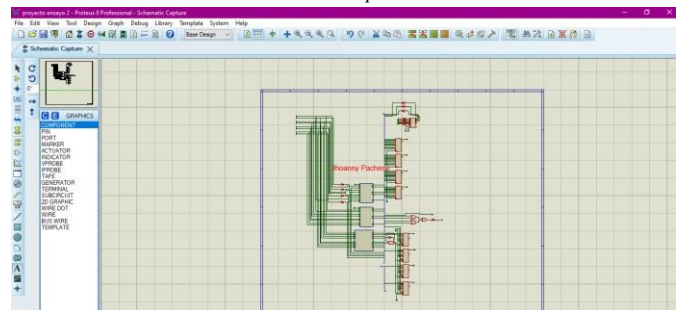 proyecto ensayo 2 - Proteus 8 Professional - Schematic Capture
File Edit View Tool Design Graph Debug Library Template System Help
Base Design
Schematic Capture X
0°
C E GRAPHICS
COMPONENT
PIN
PORT
MARKER
ACTUATOR
INDICATOR
VPROBE
IPROBE
TAPE
GENERATOR
TERMINAL
SUBCIRCUIT
2D GRAPHIC
WIRE DOT
WIRE
BUS WIRE
TEMPLATE
Jhoanny Pacheco